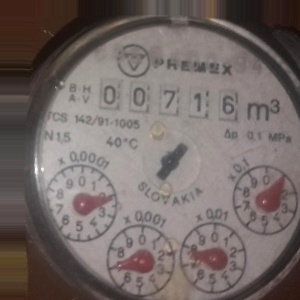 PREMEX
B-H
A-V
0 0 7 1 6 m³
TCS 142/91-1005
Δp 0,1 MPa
N 1,5 40°C
SLOVAKIA
x 0,0001
x 0,001
x 0,01
x 0,1